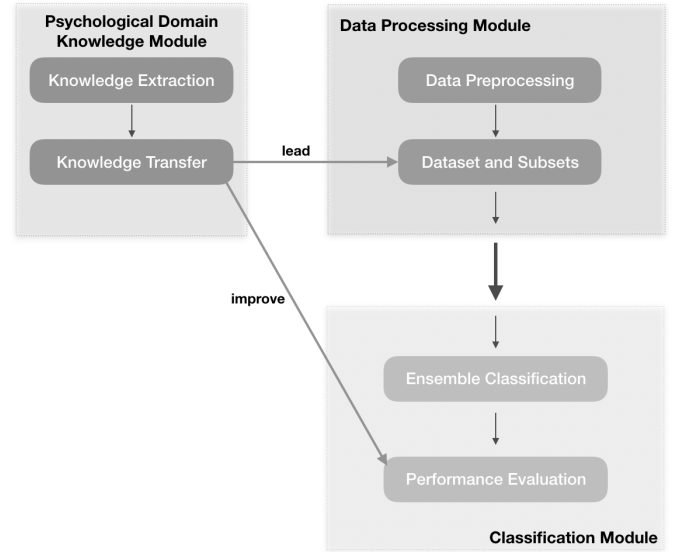 Psychological Domain
Knowledge Module
Knowledge Extraction
Knowledge Transfer
Data Processing Module
Data Preprocessing
lead
Dataset and Subsets
improve
Ensemble Classification
Performance Evaluation
Classification Module